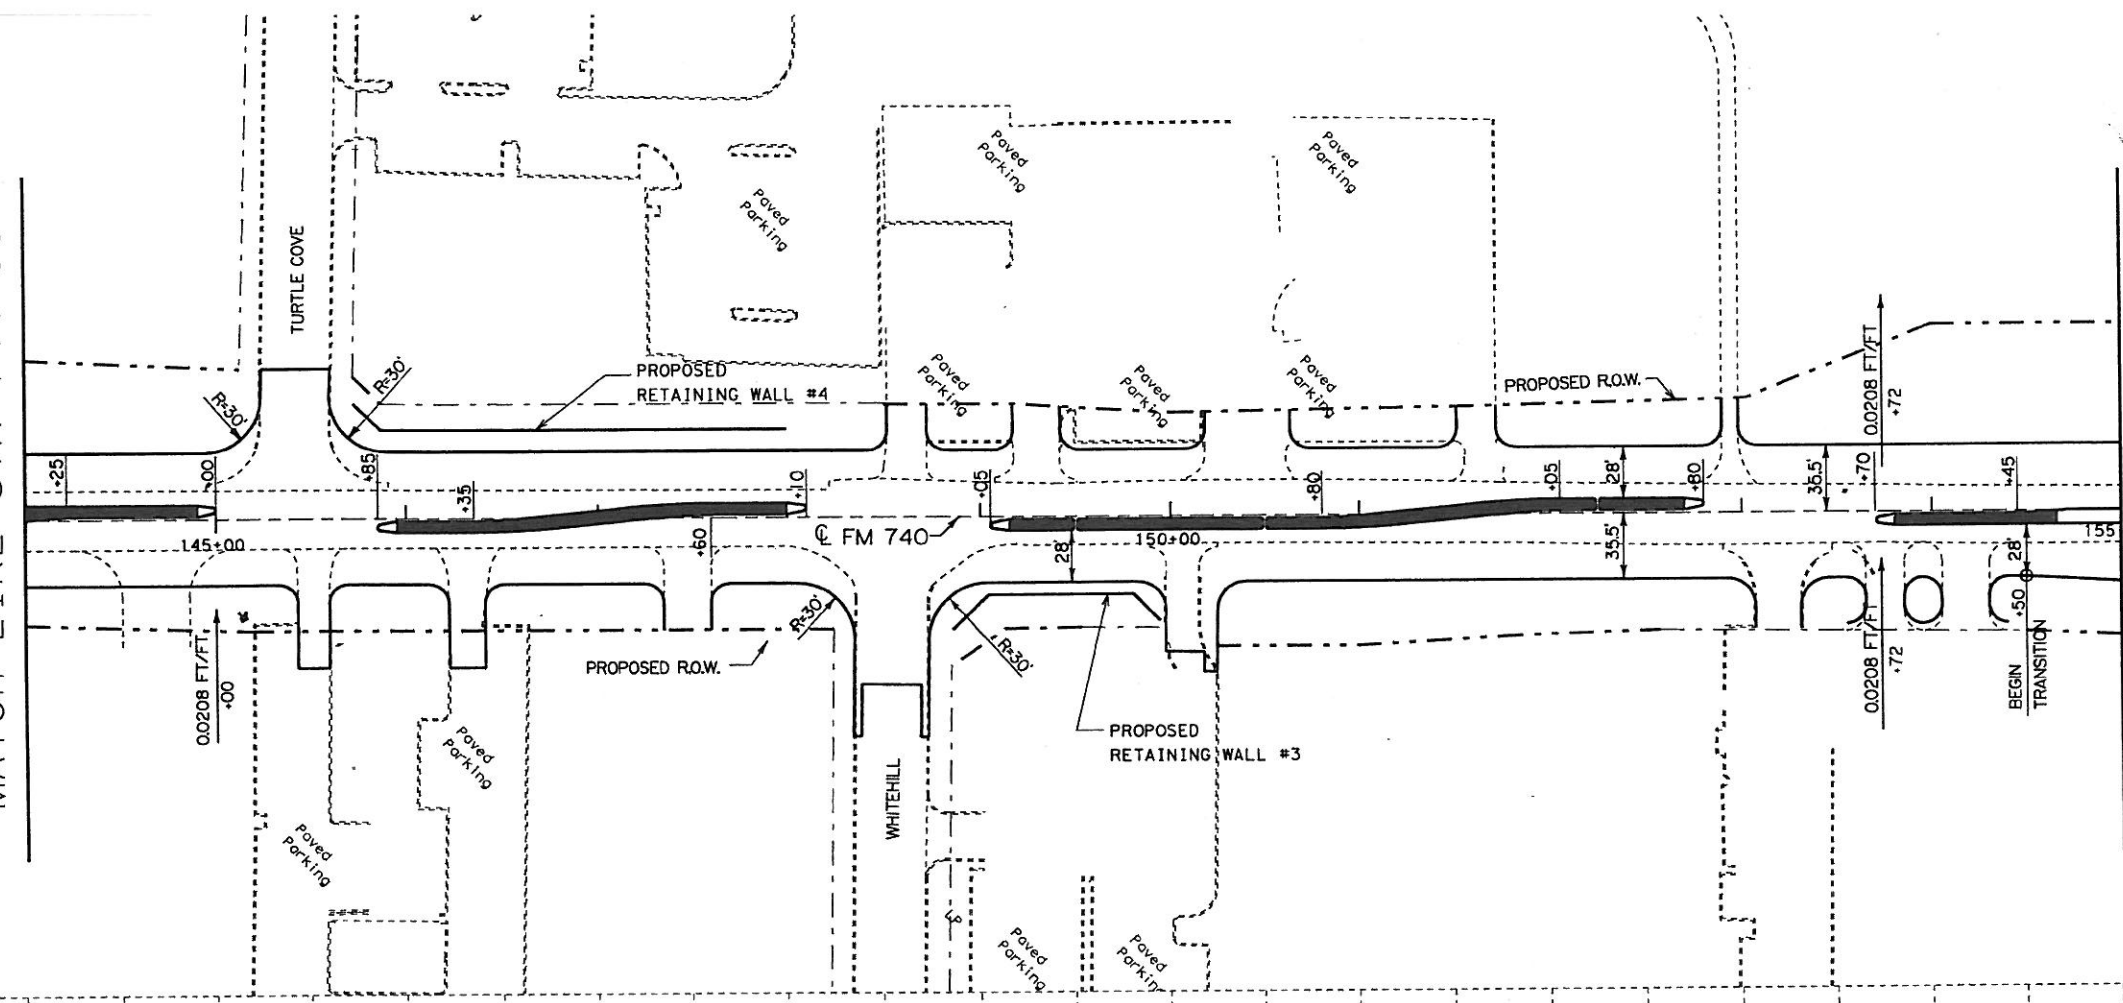 Paved
Parking
Paved
Parking
Paved
Parking
TURTLE COVE
R=30'
R=30'
PROPOSED
RETAINING WALL #4
Paved
Parking
Paved
Parking
Paved
Parking
PROPOSED R.O.W.
0.0208 FT/FT
+72
+25
+00
+85
+35
+10
+05
+80
+05
28'
+80
35.5'
+70
+45
145+00
+60
℄ FM 740
28'
150+00
35.5'
28'
155
0.0208 FT/FT
+00
PROPOSED R.O.W.
R=30'
R=30'
PROPOSED
RETAINING WALL #3
0.0208 FT/FT
+72
+50
BEGIN
TRANSITION
Paved
Parking
Paved
Parking
WHITEHILL
Paved
Parking
Paved
Parking